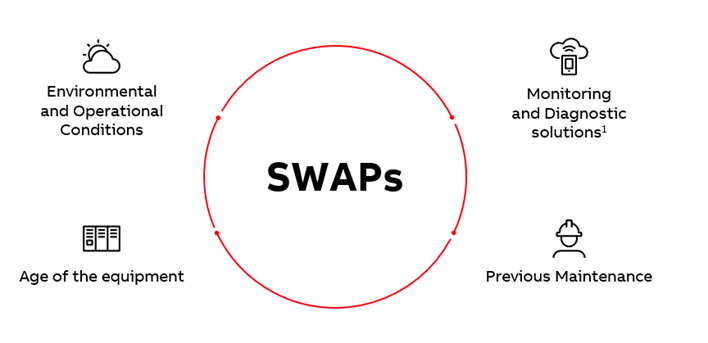 Environmental
and Operational
Conditions
Monitoring
and Diagnostic
solutions¹
SWAPs
Age of the equipment
Previous Maintenance